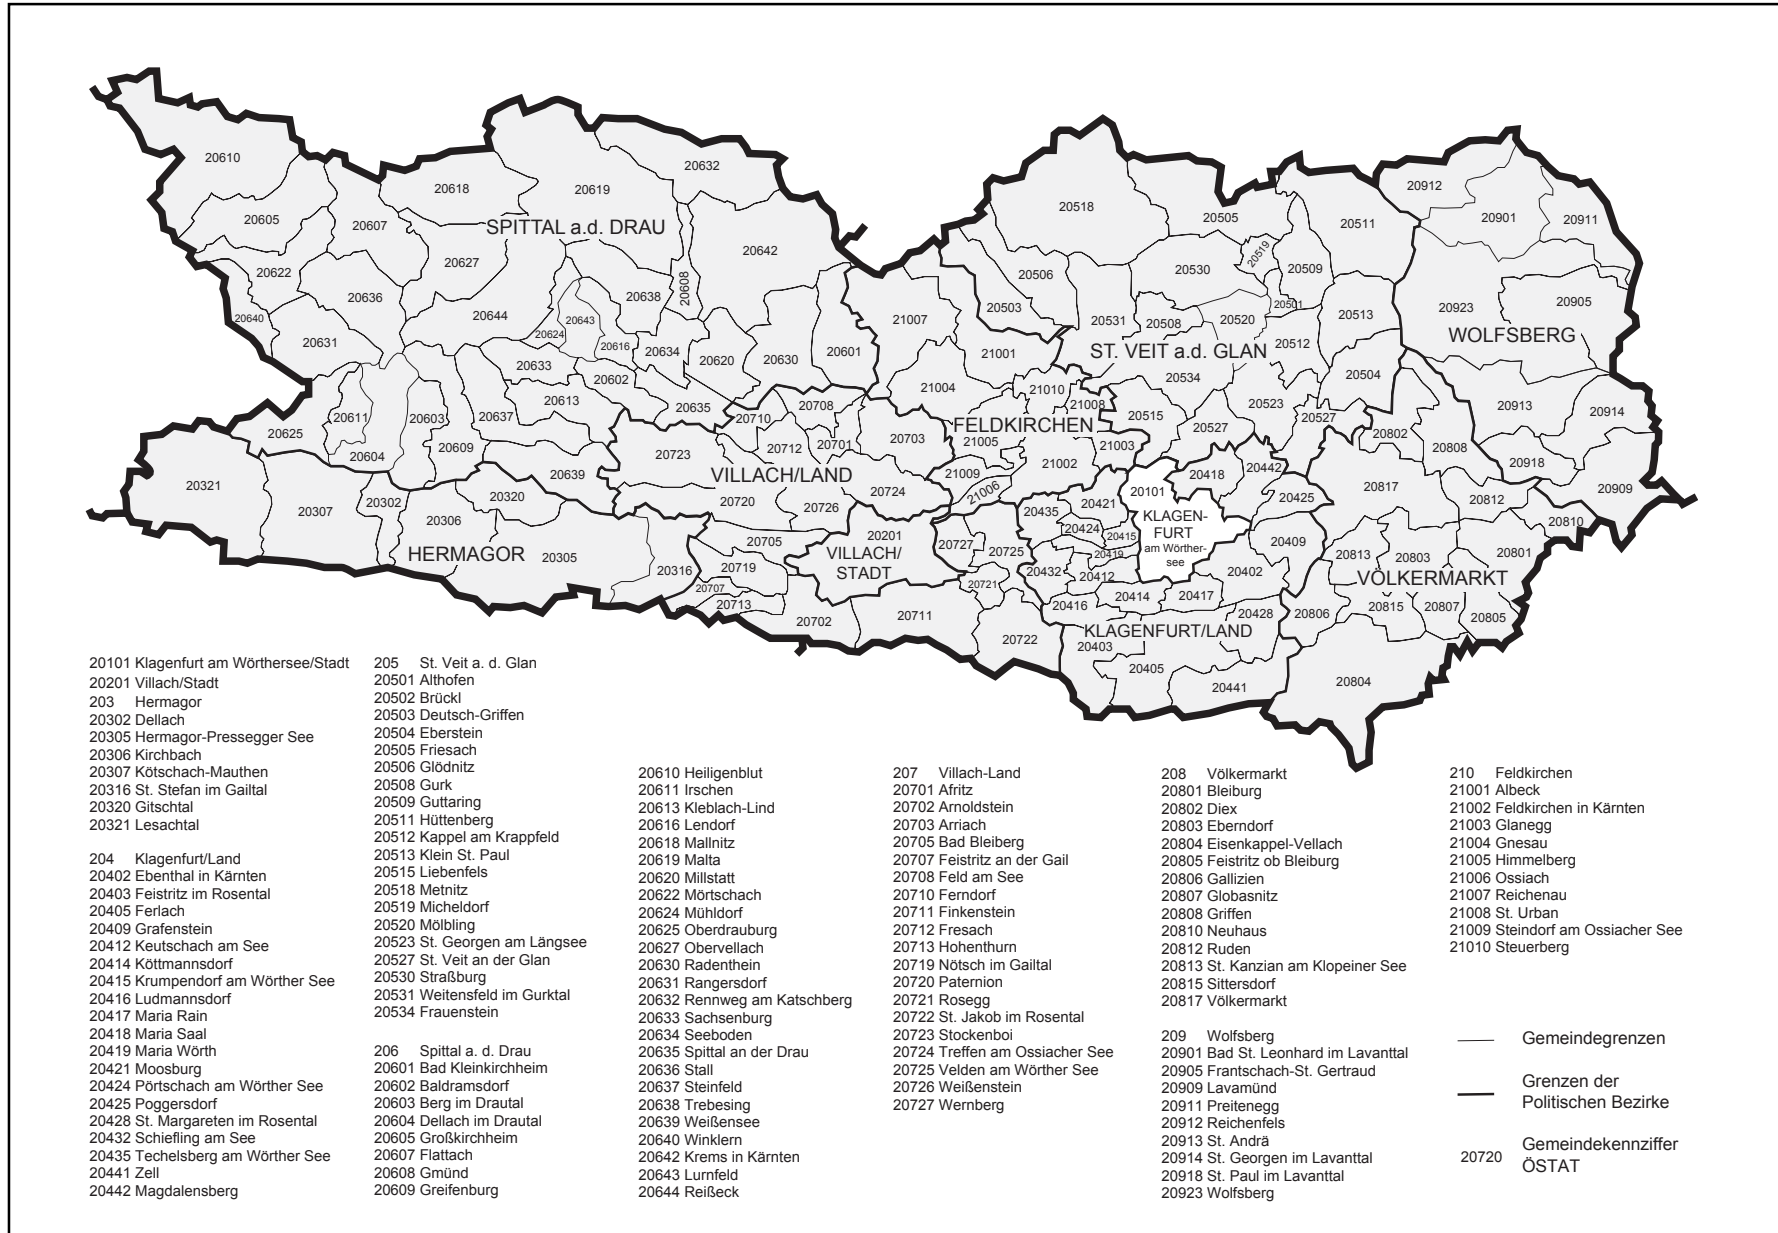 20610
20618
20619
20632
20605
20607
SPITTAL a.d. DRAU
20627
20642
20622
20636
20608
20638
20640
20644
20643
20624
20616
20631
20634
20620
20630
20601
20633
20602
20613
20635
20611
20603
20637
20625
20604
20609
20639
20518
20505
20511
20519
20506
20530
20509
20503
20501
20531
20508
20520
20513
20512
ST. VEIT a.d. GLAN
20534
20504
20523
20515
20527
20527
20912
20901
20911
20923
20905
WOLFSBERG
20913
20914
20918
20909
21007
21001
21004
21010
21008
FELDKIRCHEN
21005
21003
21009
21002
21006
20710
20708
20712
20701
20703
20723
VILLACH/LAND
20724
20720
20726
20321
20307
20302
20320
20306
HERMAGOR
20305
20316
20705
20719
20707
20713
20702
20201
VILLACH/
STADT
20711
20727
20725
20721
20722
20435
20421
20424
20415
20419
20432
20412
20416
20414
20417
20101
KLAGEN-
FURT
am Wörther-
see
20418
20442
20425
20409
20402
20428
KLAGENFURT/LAND
20403
20405
20441
20802
20808
20817
20812
20810
20813
20803
20801
VÖLKERMARKT
20806
20815
20807
20805
20804
20101 Klagenfurt am Wörthersee/Stadt
20201 Villach/Stadt
203 Hermagor
20302 Dellach
20305 Hermagor-Pressegger See
20306 Kirchbach
20307 Kötschach-Mauthen
20316 St. Stefan im Gailtal
20320 Gitschtal
20321 Lesachtal
204 Klagenfurt/Land
20402 Ebenthal in Kärnten
20403 Feistritz im Rosental
20405 Ferlach
20409 Grafenstein
20412 Keutschach am See
20414 Köttmannsdorf
20415 Krumpendorf am Wörther See
20416 Ludmannsdorf
20417 Maria Rain
20418 Maria Saal
20419 Maria Wörth
20421 Moosburg
20424 Pörtschach am Wörther See
20425 Poggersdorf
20428 St. Margareten im Rosental
20432 Schiefling am See
20435 Techelsberg am Wörther See
20441 Zell
20442 Magdalensberg
205 St. Veit a. d. Glan
20501 Althofen
20502 Brückl
20503 Deutsch-Griffen
20504 Eberstein
20505 Friesach
20506 Glödnitz
20508 Gurk
20509 Guttaring
20511 Hüttenberg
20512 Kappel am Krappfeld
20513 Klein St. Paul
20515 Liebenfels
20518 Metnitz
20519 Micheldorf
20520 Mölbling
20523 St. Georgen am Längsee
20527 St. Veit an der Glan
20530 Straßburg
20531 Weitensfeld im Gurktal
20534 Frauenstein
206 Spittal a. d. Drau
20601 Bad Kleinkirchheim
20602 Baldramsdorf
20603 Berg im Drautal
20604 Dellach im Drautal
20605 Großkirchheim
20607 Flattach
20608 Gmünd
20609 Greifenburg
20610 Heiligenblut
20611 Irschen
20613 Kleblach-Lind
20616 Lendorf
20618 Mallnitz
20619 Malta
20620 Millstatt
20622 Mörtschach
20624 Mühldorf
20625 Oberdrauburg
20627 Obervellach
20630 Radenthein
20631 Rangersdorf
20632 Rennweg am Katschberg
20633 Sachsenburg
20634 Seeboden
20635 Spittal an der Drau
20636 Stall
20637 Steinfeld
20638 Trebesing
20639 Weißensee
20640 Winklern
20642 Krems in Kärnten
20643 Lurnfeld
20644 Reißeck
207 Villach-Land
20701 Afritz
20702 Arnoldstein
20703 Arriach
20705 Bad Bleiberg
20707 Feistritz an der Gail
20708 Feld am See
20710 Ferndorf
20711 Finkenstein
20712 Fresach
20713 Hohenthurn
20719 Nötsch im Gailtal
20720 Paternion
20721 Rosegg
20722 St. Jakob im Rosental
20723 Stockenboi
20724 Treffen am Ossiacher See
20725 Velden am Wörther See
20726 Weißenstein
20727 Wernberg
208 Völkermarkt
20801 Bleiburg
20802 Diex
20803 Eberndorf
20804 Eisenkappel-Vellach
20805 Feistritz ob Bleiburg
20806 Gallizien
20807 Globasnitz
20808 Griffen
20810 Neuhaus
20812 Ruden
20813 St. Kanzian am Klopeiner See
20815 Sittersdorf
20817 Völkermarkt
209 Wolfsberg
20901 Bad St. Leonhard im Lavanttal
20905 Frantschach-St. Gertraud
20909 Lavamünd
20911 Preitenegg
20912 Reichenfels
20913 St. Andrä
20914 St. Georgen im Lavanttal
20918 St. Paul im Lavanttal
20923 Wolfsberg
210 Feldkirchen
21001 Albeck
21002 Feldkirchen in Kärnten
21003 Glanegg
21004 Gnesau
21005 Himmelberg
21006 Ossiach
21007 Reichenau
21008 St. Urban
21009 Steindorf am Ossiacher See
21010 Steuerberg
Gemeindegrenzen
Grenzen der
Politischen Bezirke
20720 Gemeindekennziffer
ÖSTAT